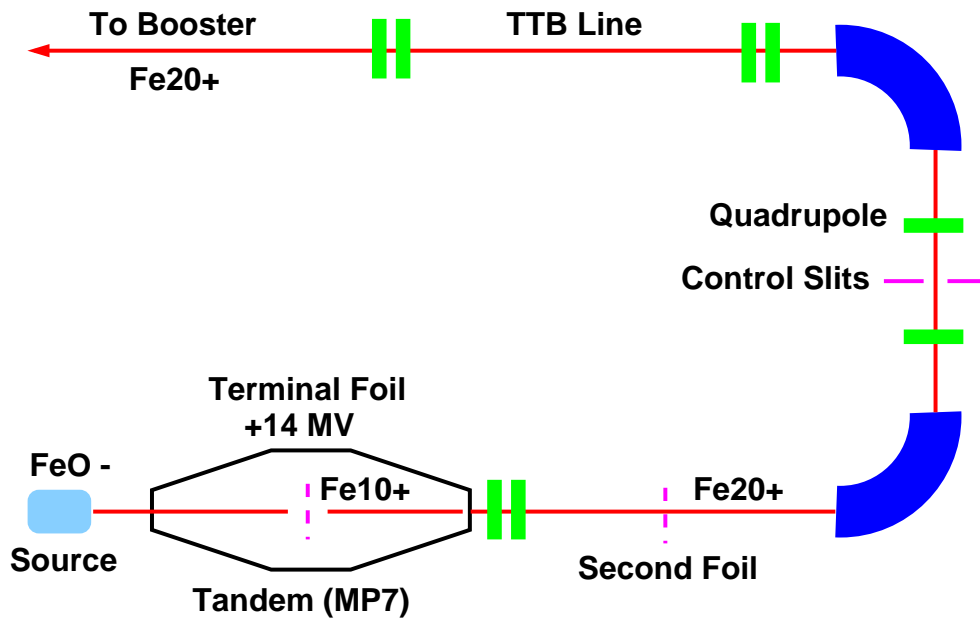 To Booster
TTB Line
Fe20+
Quadrupole
Control Slits
Terminal Foil
+14 MV
FeO -
Fe10+
Fe20+
Source
Second Foil
Tandem (MP7)